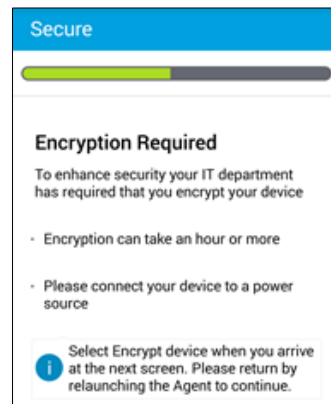 Secure
Encryption Required
To enhance security your IT department
has required that you encrypt your device
- Encryption can take an hour or more
- Please connect your device to a power
source
i
Select Encrypt device when you arrive
at the next screen. Please return by
relaunching the Agent to continue.